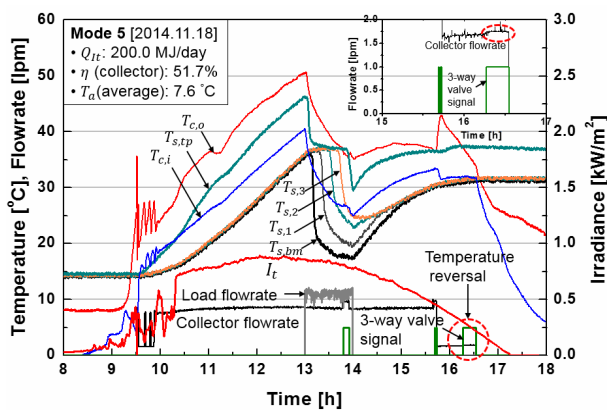 Mode 5 [2014.11.18]
• Q_lt: 200.0 MJ/day
• η (collector): 51.7%
• T_a(average): 7.6 °C
Collector flowrate
3-way
valve
signal
2.0
1.5
1.0
0.5
0.0
Flowrate [lpm]
15 16 17
Time [h]
T_c,o
T_s,tp
T_c,i
T_s,3
T_s,2
T_s,1
T_s,bm
I_t
Load flowrate
Collector flowrate
3-way valve
signal
Temperature
reversal
60
50
40
30
20
10
0
Temperature [°C], Flowrate [lpm]
3.0
2.5
2.0
1.5
1.0
0.5
0.0
Irradiance [kW/m²]
8 9 10 11 12 13 14 15 16 17 18
Time [h]